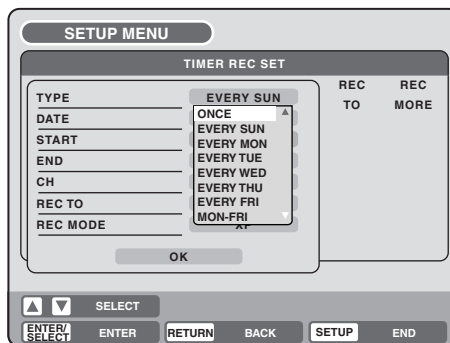 SETUP MENU
TIMER REC SET
REC REC
TO MORE
TYPE EVERY SUN
DATE
START
END
CH
REC TO
REC MODE XP
ONCE
EVERY SUN
EVERY MON
EVERY TUE
EVERY WED
EVERY THU
EVERY FRI
MON-FRI
OK
SELECT
ENTER/
SELECT ENTER RETURN BACK SETUP END